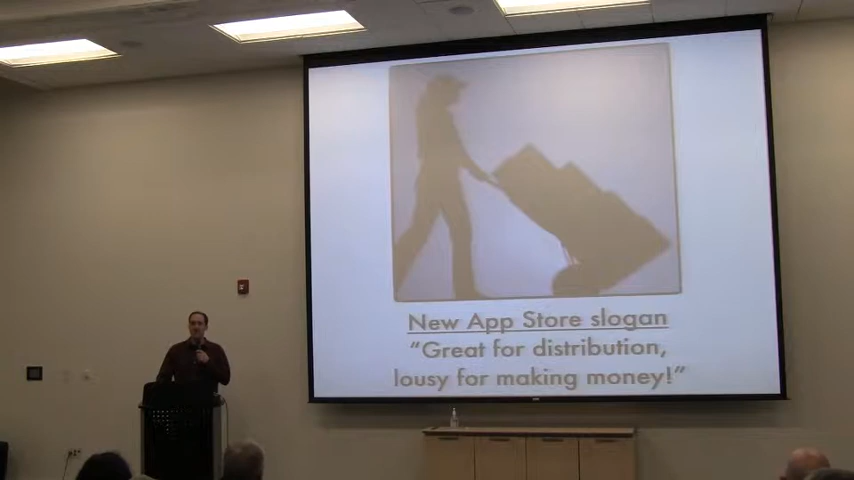 New App Store slogan
"Great for distribution,
lousy for making money!"